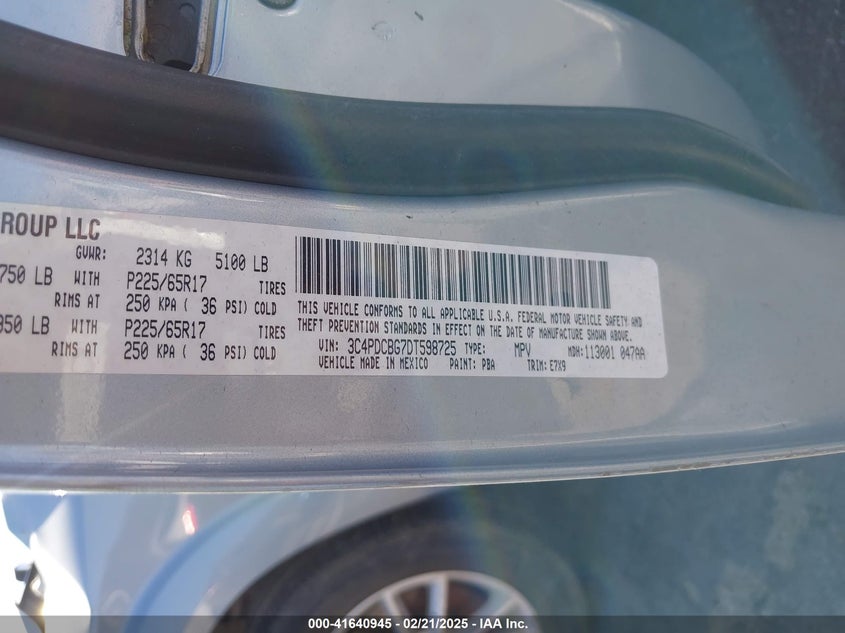 GROUP LLC
GVWR: 2314 KG 5100 LB
750 LB WITH P225/65R17 TIRES
RIMS AT 250 KPA ( 36 PSI) COLD
950 LB WITH P225/65R17 TIRES
RIMS AT 250 KPA ( 36 PSI) COLD
THIS VEHICLE CONFORMS TO ALL APPLICABLE U.S.A. FEDERAL MOTOR VEHICLE SAFETY AND
THEFT PREVENTION STANDARDS IN EFFECT ON THE DATE OF MANUFACTURE SHOWN ABOVE.
VIN: 3C4PDCBG7DT598725 TYPE: MPV MDH: 113001 047AA
VEHICLE MADE IN MEXICO PAINT: PBA TRIM: E7X9
000-41640945 - 02/21/2025 - IAA Inc.